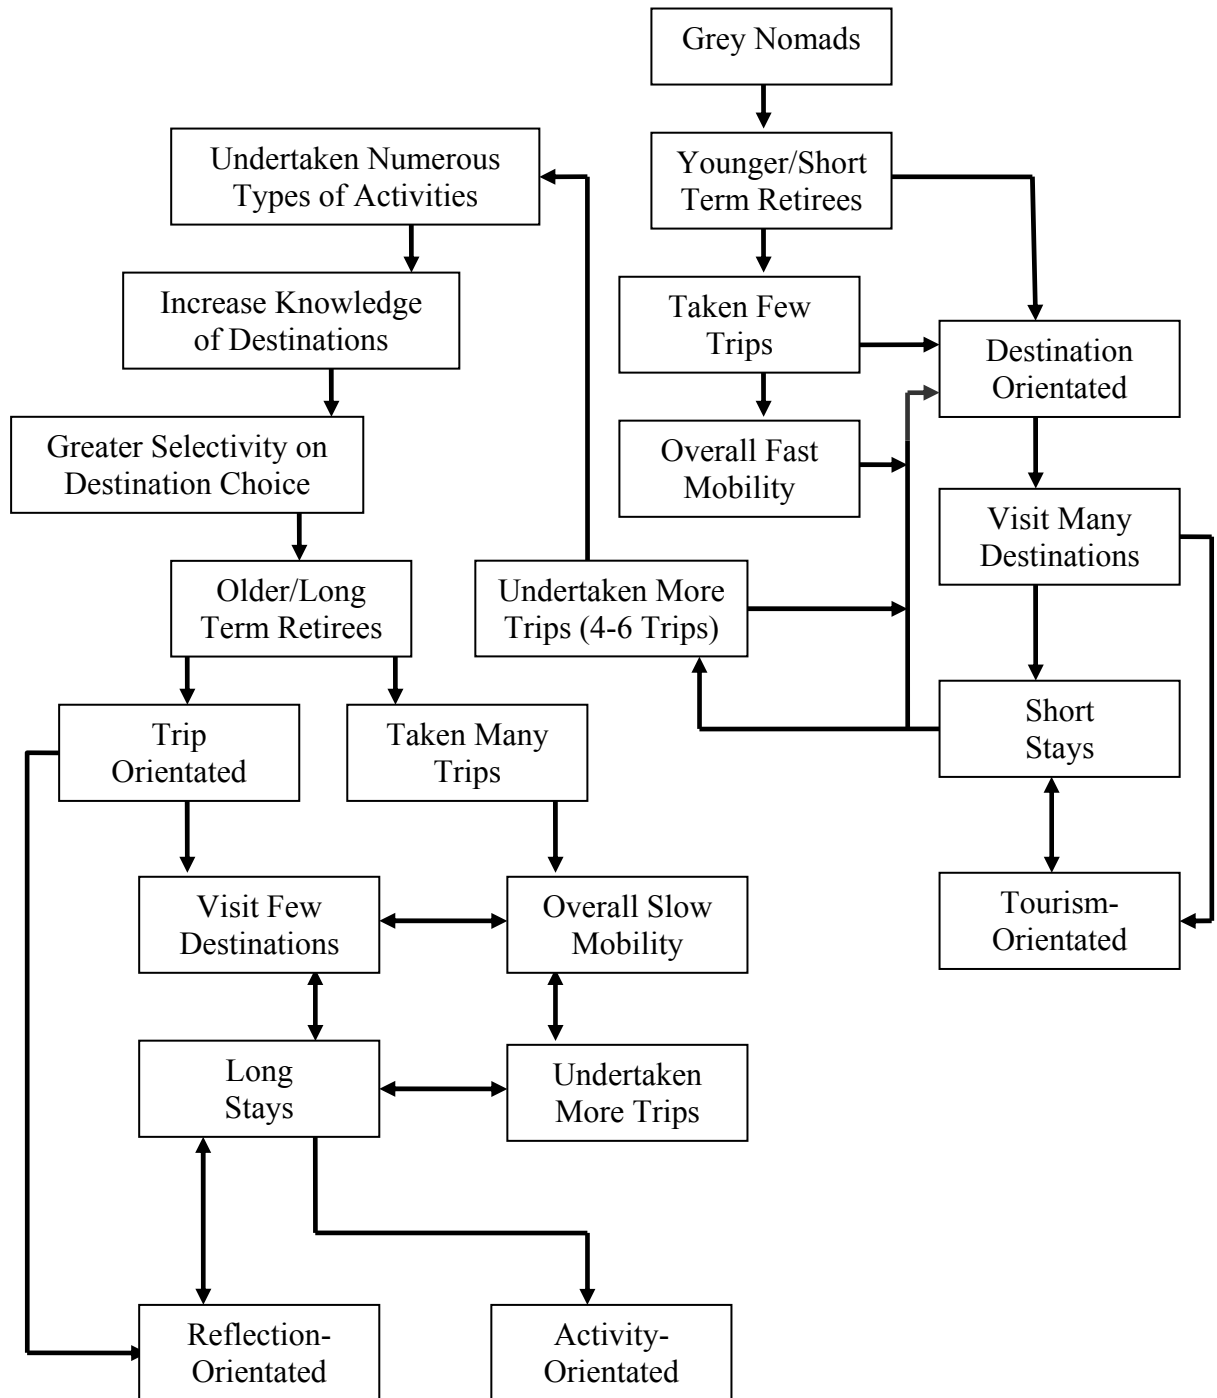 Grey Nomads
Undertaken Numerous
Types of Activities
Younger/Short
Term Retirees
Increase Knowledge
of Destinations
Taken Few
Trips
Destination
Orientated
Greater Selectivity on
Destination Choice
Overall Fast
Mobility
Visit Many
Destinations
Older/Long
Term Retirees
Undertaken More
Trips (4-6 Trips)
Short
Stays
Trip
Orientated
Taken Many
Trips
Visit Few
Destinations
Overall Slow
Mobility
Tourism-
Orientated
Long
Stays
Undertaken
More Trips
Reflection-
Orientated
Activity-
Orientated